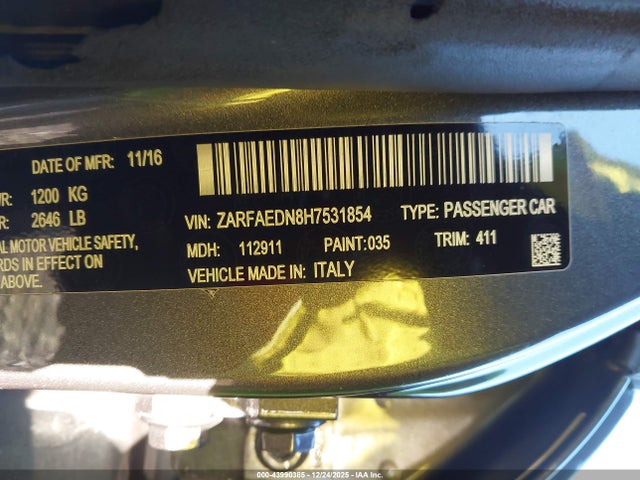 DATE OF MFR: 11/16
WR: 1200 KG
R: 2646 LB
AL MOTOR VEHICLE SAFETY,
RDS IN EFFECT ON
ABOVE.
VIN: ZARFAEDN8H7531854 TYPE: PASSENGER CAR
MDH: 112911 PAINT: 035 TRIM: 411
VEHICLE MADE IN: ITALY
000-43990385 - 12/24/2025 - IAA Inc.